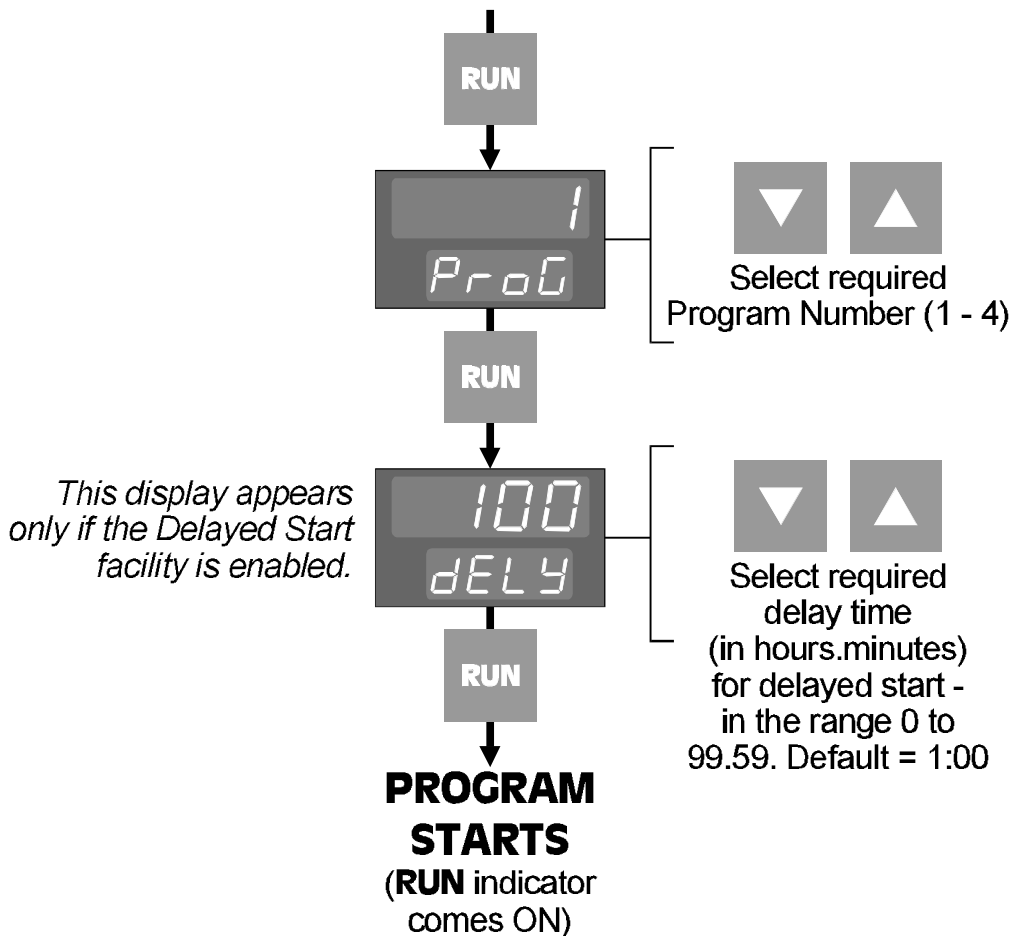 RUN
1
ProG
Select required
Program Number (1 - 4)
RUN
This display appears
only if the Delayed Start
facility is enabled.
100
dELY
Select required
delay time
(in hours.minutes)
for delayed start -
in the range 0 to
99.59. Default = 1:00
RUN
PROGRAM
STARTS
(RUN indicator
comes ON)